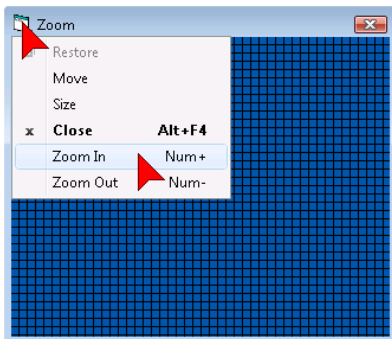 Zoom
Restore
Move
Size
x Close Alt+F4
Zoom In Num+
Zoom Out Num-